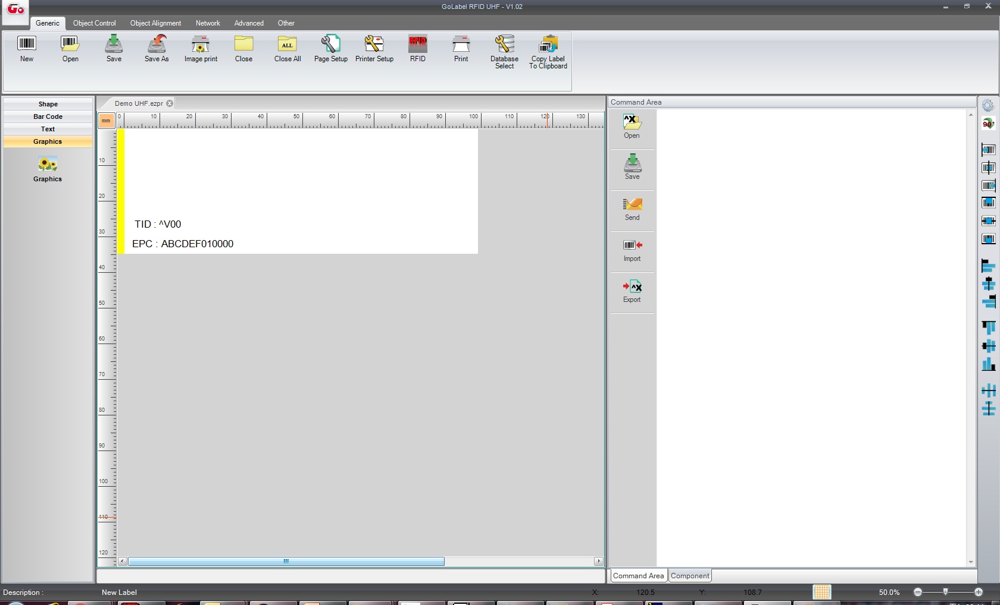 GoLabel RFID UHF - V1.02
Go
Generic Object Control Object Alignment Network Advanced Other
New Open Save Save As Image print Close Close All Page Setup Printer Setup RFID Print Database Select Copy Label To Clipboard
ALL
RFID
Shape
Bar Code
Text
Graphics
Graphics
Demo UHF.ezpr
mm
0 10 20 30 40 50 60 70 80 90 100 110 120 130
10
20
30
40
50
60
70
80
90
100
110
120
TID : ^V00
EPC : ABCDEF010000
Command Area
^X
Open
Save
Send
Import
^X
Export
90°
Command Area Component
Description : New Label X: 120.5 Y: 108.7 50.0%